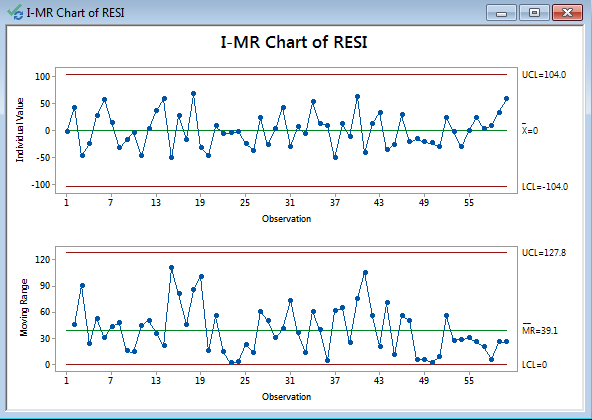 I-MR Chart of RESI
I-MR Chart of RESI
UCL=104.0
X=0
LCL=-104.0
100
50
0
-50
-100
Individual Value
1 7 13 19 25 31 37 43 49 55
Observation
UCL=127.8
MR=39.1
LCL=0
120
90
60
30
0
Moving Range
1 7 13 19 25 31 37 43 49 55
Observation